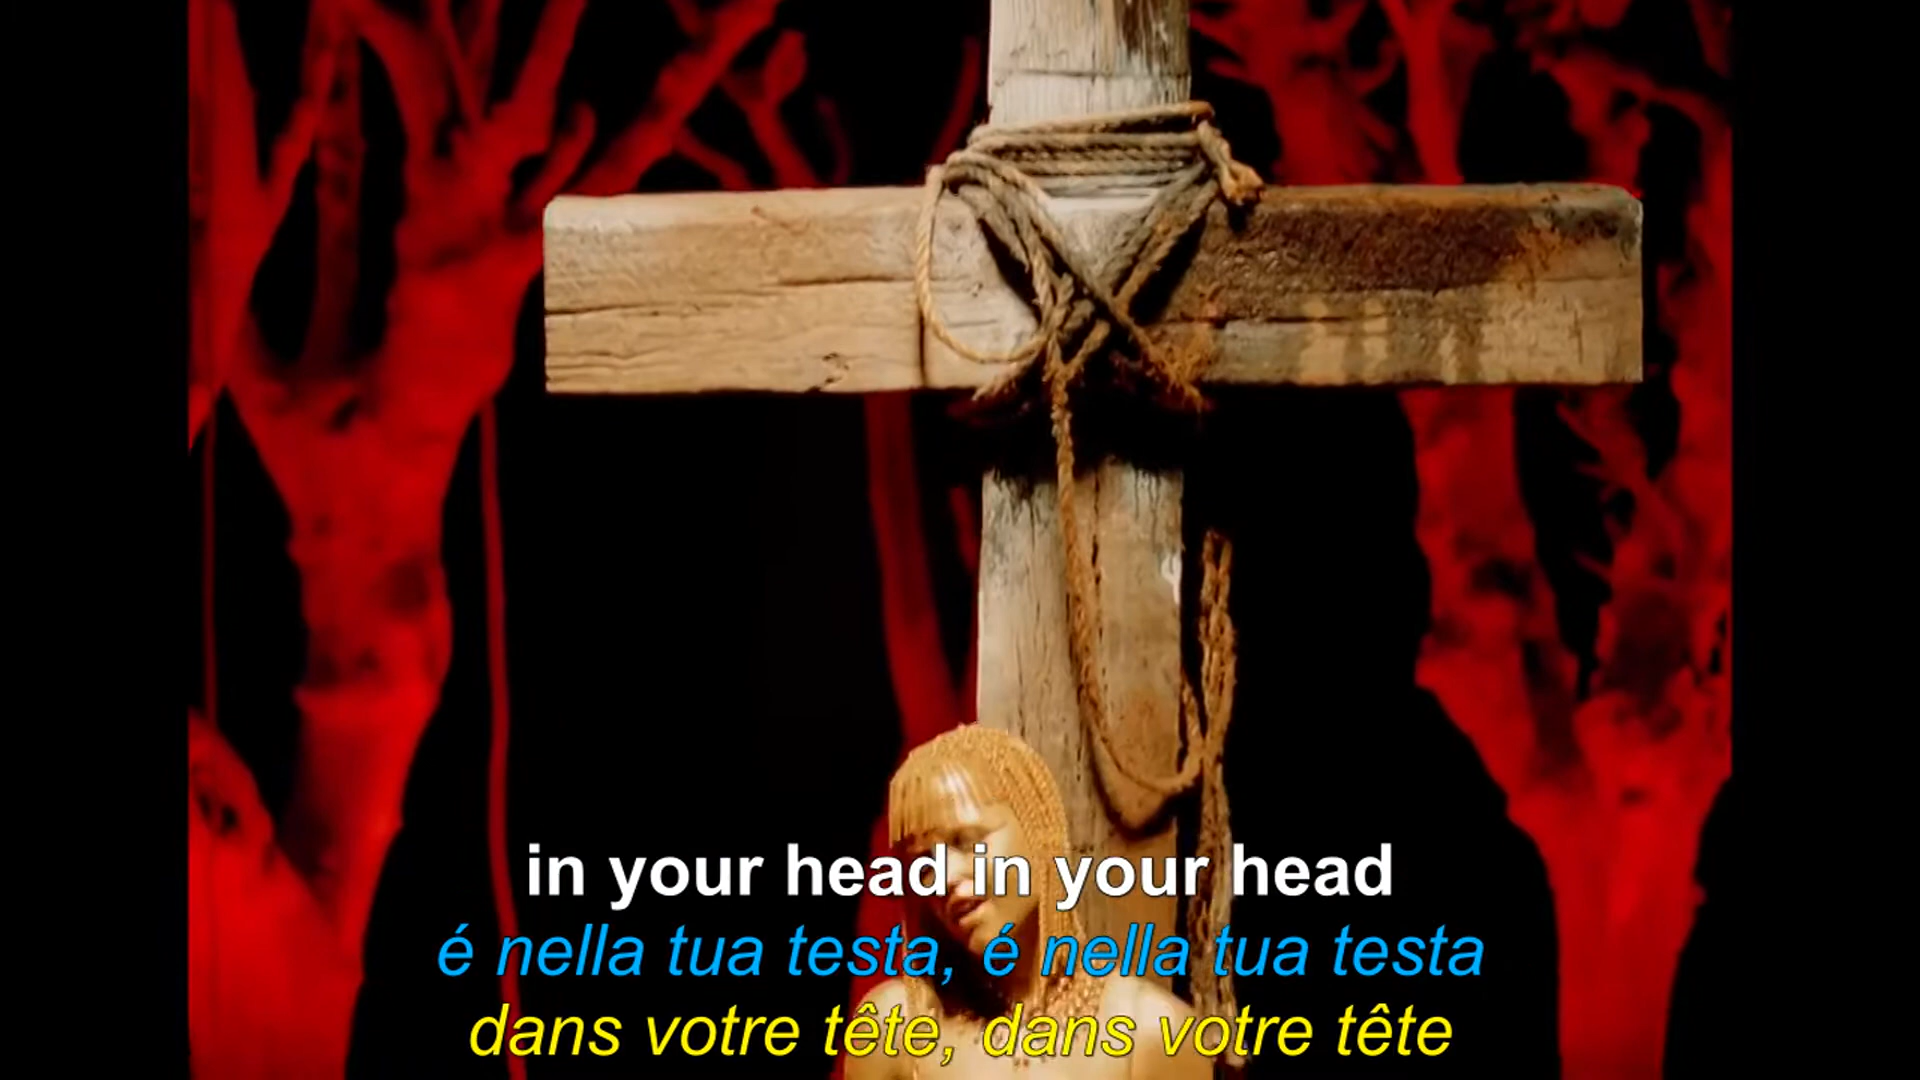 in your head in your head
é nella tua testa, é nella tua testa
dans votre tête, dans votre tête